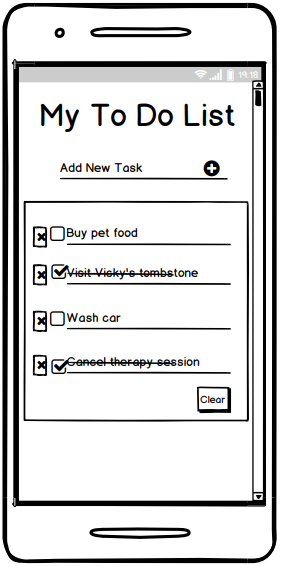 19:18
My To Do List
Add New Task
Buy pet food
Visit Vicky's tombstone
Wash car
Cancel therapy session
Clear